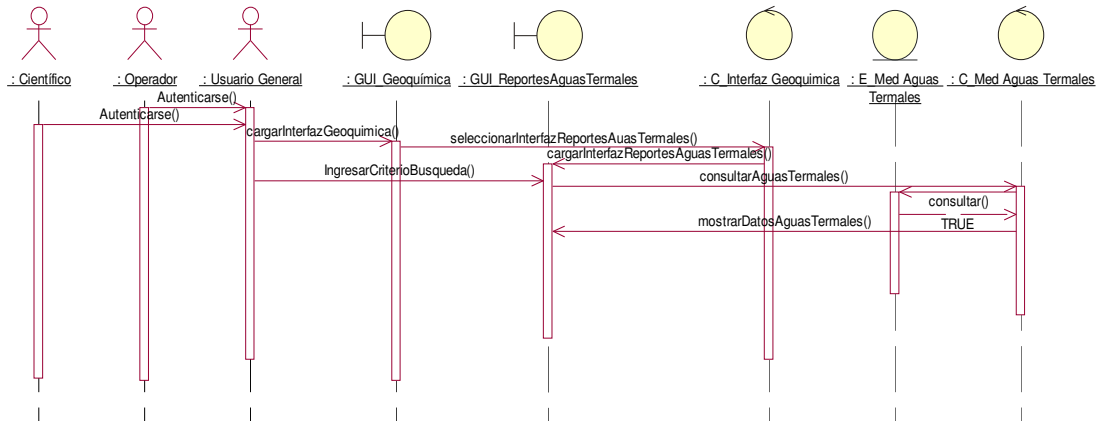 : Científico
: Operador
: Usuario General
: GUI_Geoquímica
: GUI_ReportesAguasTermales
: C_Interfaz Geoquimica
: E_Med Aguas
Termales
: C_Med Aguas Termales
Autenticarse()
Autenticarse()
cargarInterfazGeoquimica()
seleccionarInterfazReportesAuasTermales()
cargarInterfazReportesAguasTermales()
IngresarCriterioBusqueda()
consultarAguasTermales()
consultar()
mostrarDatosAguasTermales()
TRUE